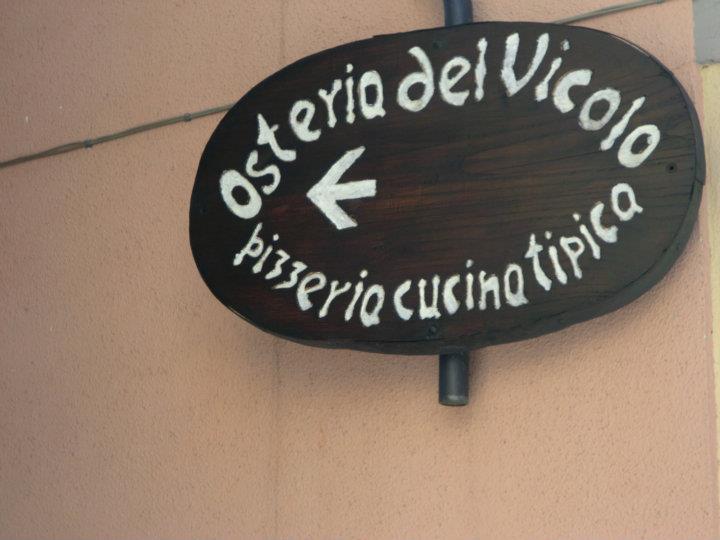 Osteria del Vicolo
pizzeria cucina tipica